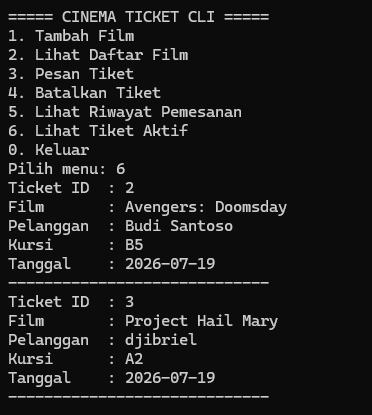 ===== CINEMA TICKET CLI =====
1. Tambah Film
2. Lihat Daftar Film
3. Pesan Tiket
4. Batalkan Tiket
5. Lihat Riwayat Pemesanan
6. Lihat Tiket Aktif
0. Keluar
Pilih menu: 6
Ticket ID  : 2
Film       : Avengers: Doomsday
Pelanggan  : Budi Santoso
Kursi      : B5
Tanggal    : 2026-07-19
-----------------------------
Ticket ID  : 3
Film       : Project Hail Mary
Pelanggan  : djibriel
Kursi      : A2
Tanggal    : 2026-07-19
-----------------------------